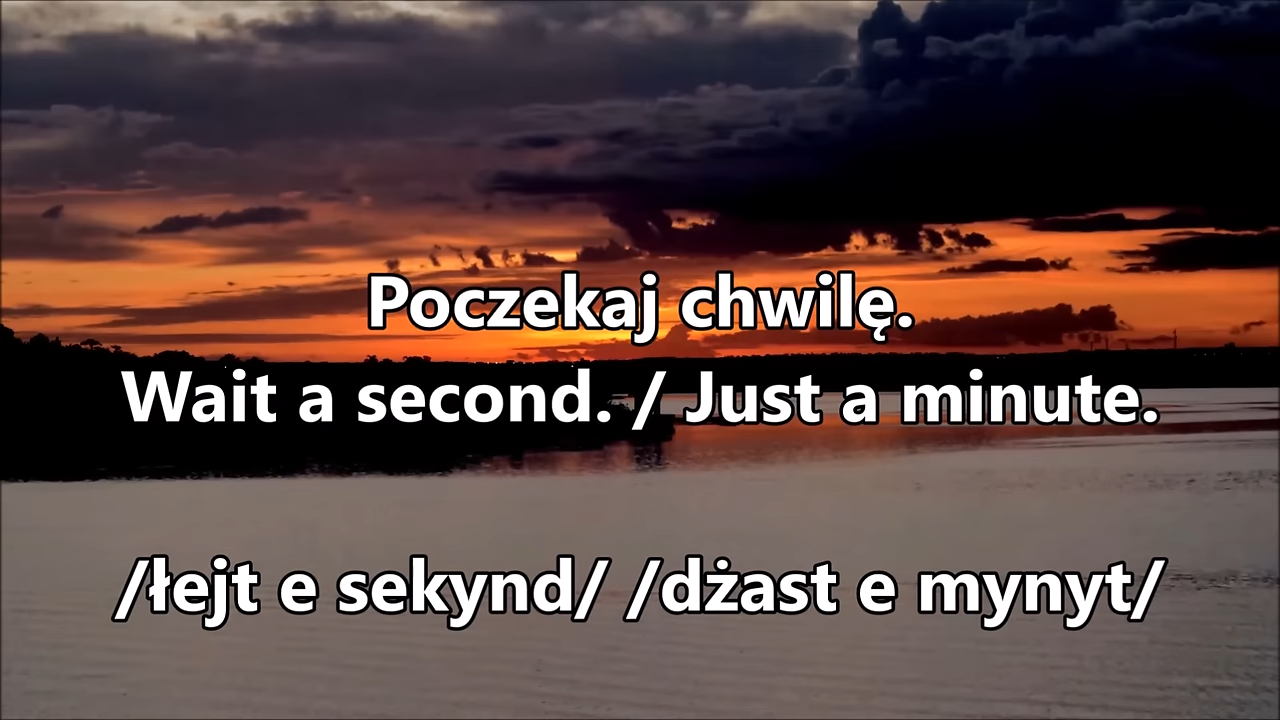 Poczekaj chwilę.
Wait a second. / Just a minute.
/łejt e sekynd/ /dżast e mynyt/